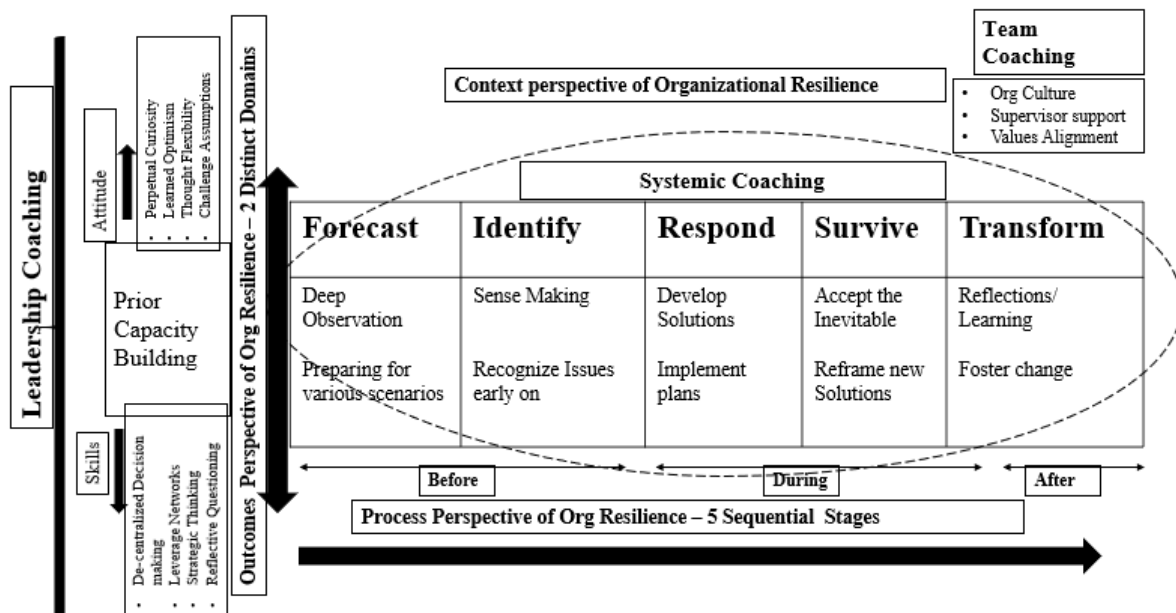 Leadership Coaching
Attitude
• Perpetual Curiosity
• Learned Optimism
• Thought Flexibility
• Challenge Assumptions
Prior
Capacity
Building
Skills
• De-centralized Decision
making
• Leverage Networks
• Strategic Thinking
• Reflective Questioning
Outcomes Perspective of Org Resilience – 2 Distinct Domains
Team
Coaching
• Org Culture
• Supervisor support
• Values Alignment
Context perspective of Organizational Resilience
Systemic Coaching
Forecast
Identify
Respond
Survive
Transform
Deep
Observation
Preparing for
various scenarios
Sense Making
Recognize Issues
early on
Develop
Solutions
Implement
plans
Accept the
Inevitable
Reframe new
Solutions
Reflections/
Learning
Foster change
Before
During
After
Process Perspective of Org Resilience – 5 Sequential Stages